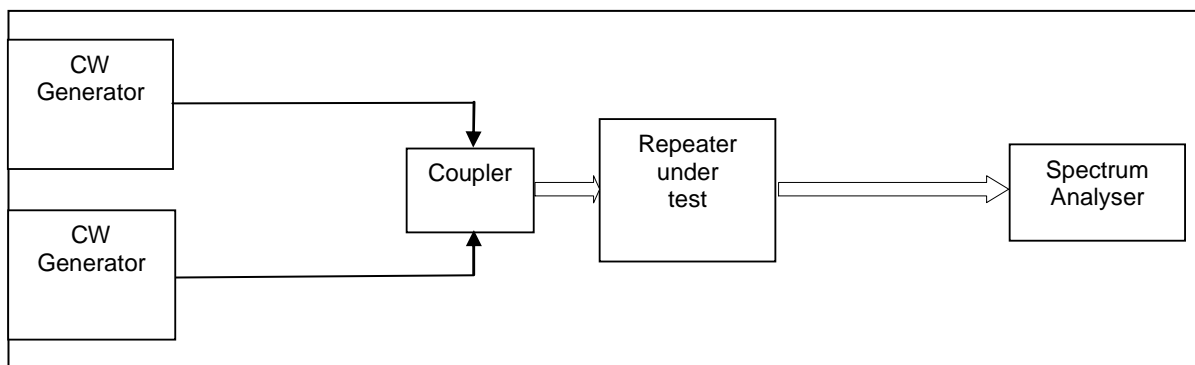 CW
Generator
Coupler
Repeater
under
test
Spectrum
Analyser
CW
Generator